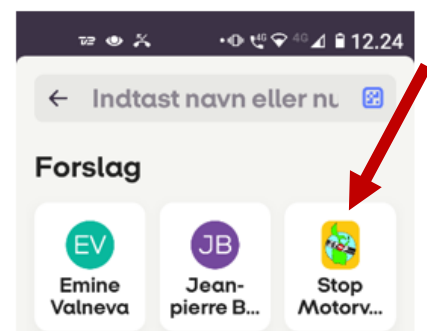 12.24
Indtast navn eller nu
Forslag
EV
JB
Emine
Valneva
Jean-
pierre B...
Stop
Motorv...